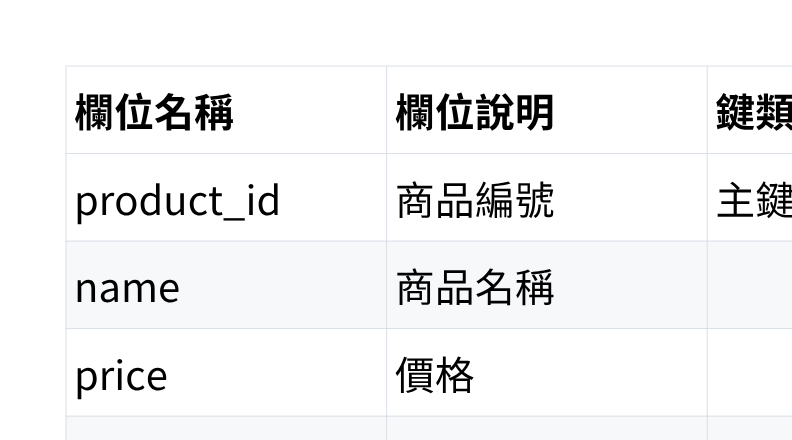 欄位名稱 欄位說明 鍵類
product_id 商品編號 主鍵
name 商品名稱
price 價格